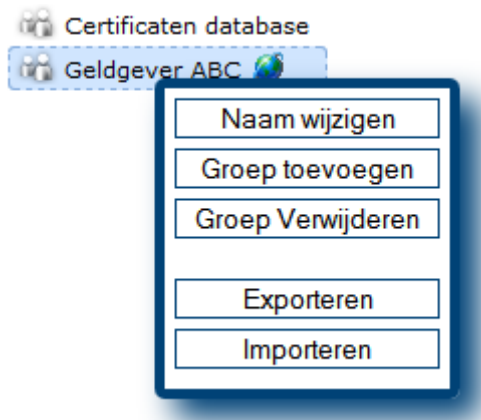 Certificaten database
Geldgever ABC
Naam wijzigen
Groep toevoegen
Groep Verwijderen
Exporteren
Importeren